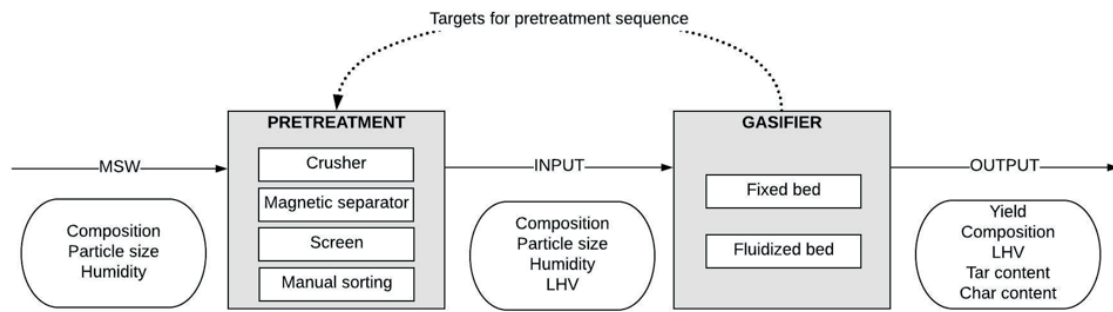 Targets for pretreatment sequence
PRETREATMENT
Crusher
Magnetic separator
Screen
Manual sorting
GASIFIER
Fixed bed
Fluidized bed
MSW
INPUT
OUTPUT
Composition
Particle size
Humidity
Composition
Particle size
Humidity
LHV
Yield
Composition
LHV
Tar content
Char content